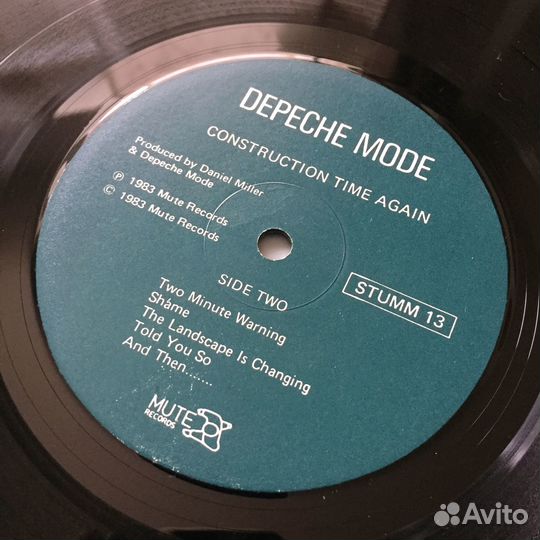 DEPECHE MODE
CONSTRUCTION TIME AGAIN
Produced by Daniel Miller
& Depeche Mode
Ⓟ 1983 Mute Records
© 1983 Mute Records
SIDE TWO
STUMM 13
Two Minute Warning
Shame
The Landscape Is Changing
Told You So
And Then.......
MUTE
RECORDS
Avito